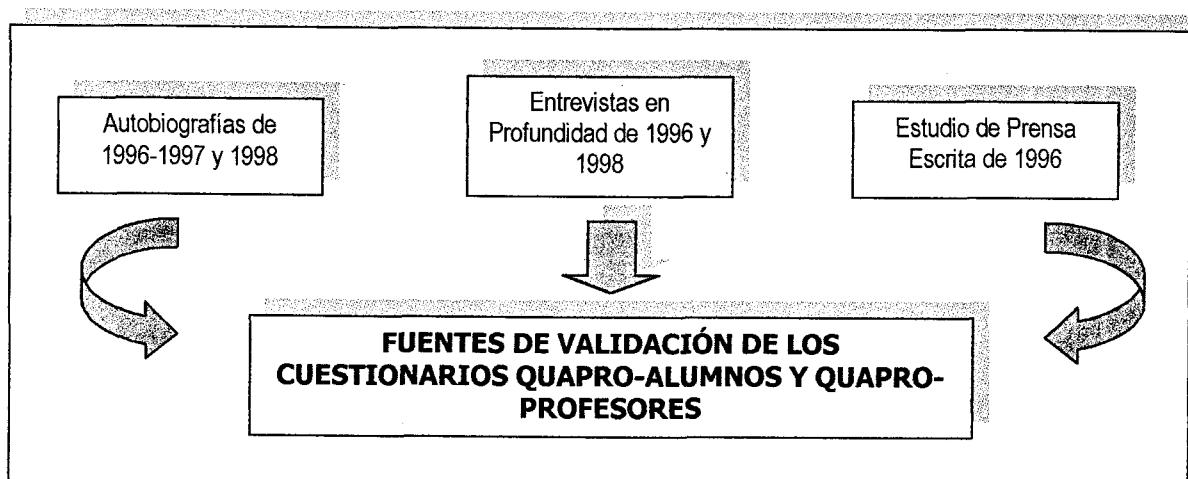 Autobiografías de
1996-1997 y 1998
Entrevistas en
Profundidad de 1996 y
1998
Estudio de Prensa
Escrita de 1996
FUENTES DE VALIDACIÓN DE LOS
CUESTIONARIOS QUAPRO-ALUMNOS Y QUAPRO-
PROFESORES